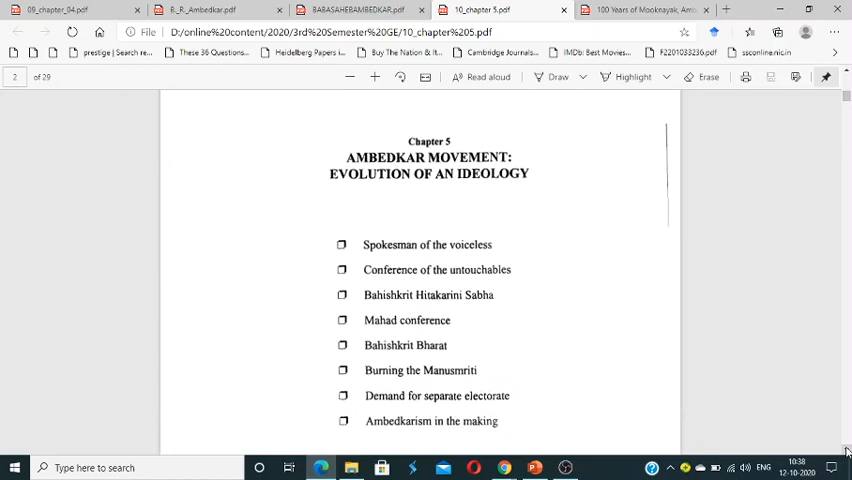 09_chapter_04.pdf
B_R_Ambedkar.pdf
BABASAHEBAMBEDKAR.pdf
10_chapter 5.pdf
100 Years of Mooknayak, Amb
File
D:/online%20content/2020/3rd%20Semester%20GE/10_chapter%205.pdf
prestige | Search re...
These 36 Questions...
Heidelberg Papers i...
Buy The Nation & It...
Cambridge Journals...
IMDb: Best Movies...
F2201033236.pdf
ssconline.nic.in
2 of 29
Read aloud
Draw
Highlight
Erase
Chapter 5
AMBEDKAR MOVEMENT:
EVOLUTION OF AN IDEOLOGY
Spokesman of the voiceless
Conference of the untouchables
Bahishkrit Hitakarini Sabha
Mahad conference
Bahishkrit Bharat
Burning the Manusmriti
Demand for separate electorate
Ambedkarism in the making
Type here to search
ENG
10:38
12-10-2020